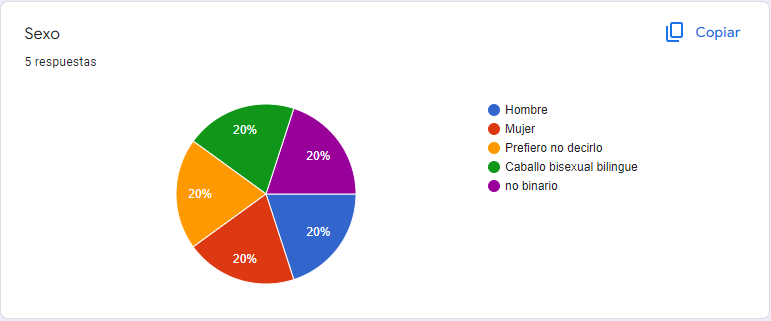 Sexo
Copiar
5 respuestas
Hombre
Mujer
Prefiero no decirlo
Caballo bisexual bilingue
no binario
20%
20%
20%
20%
20%